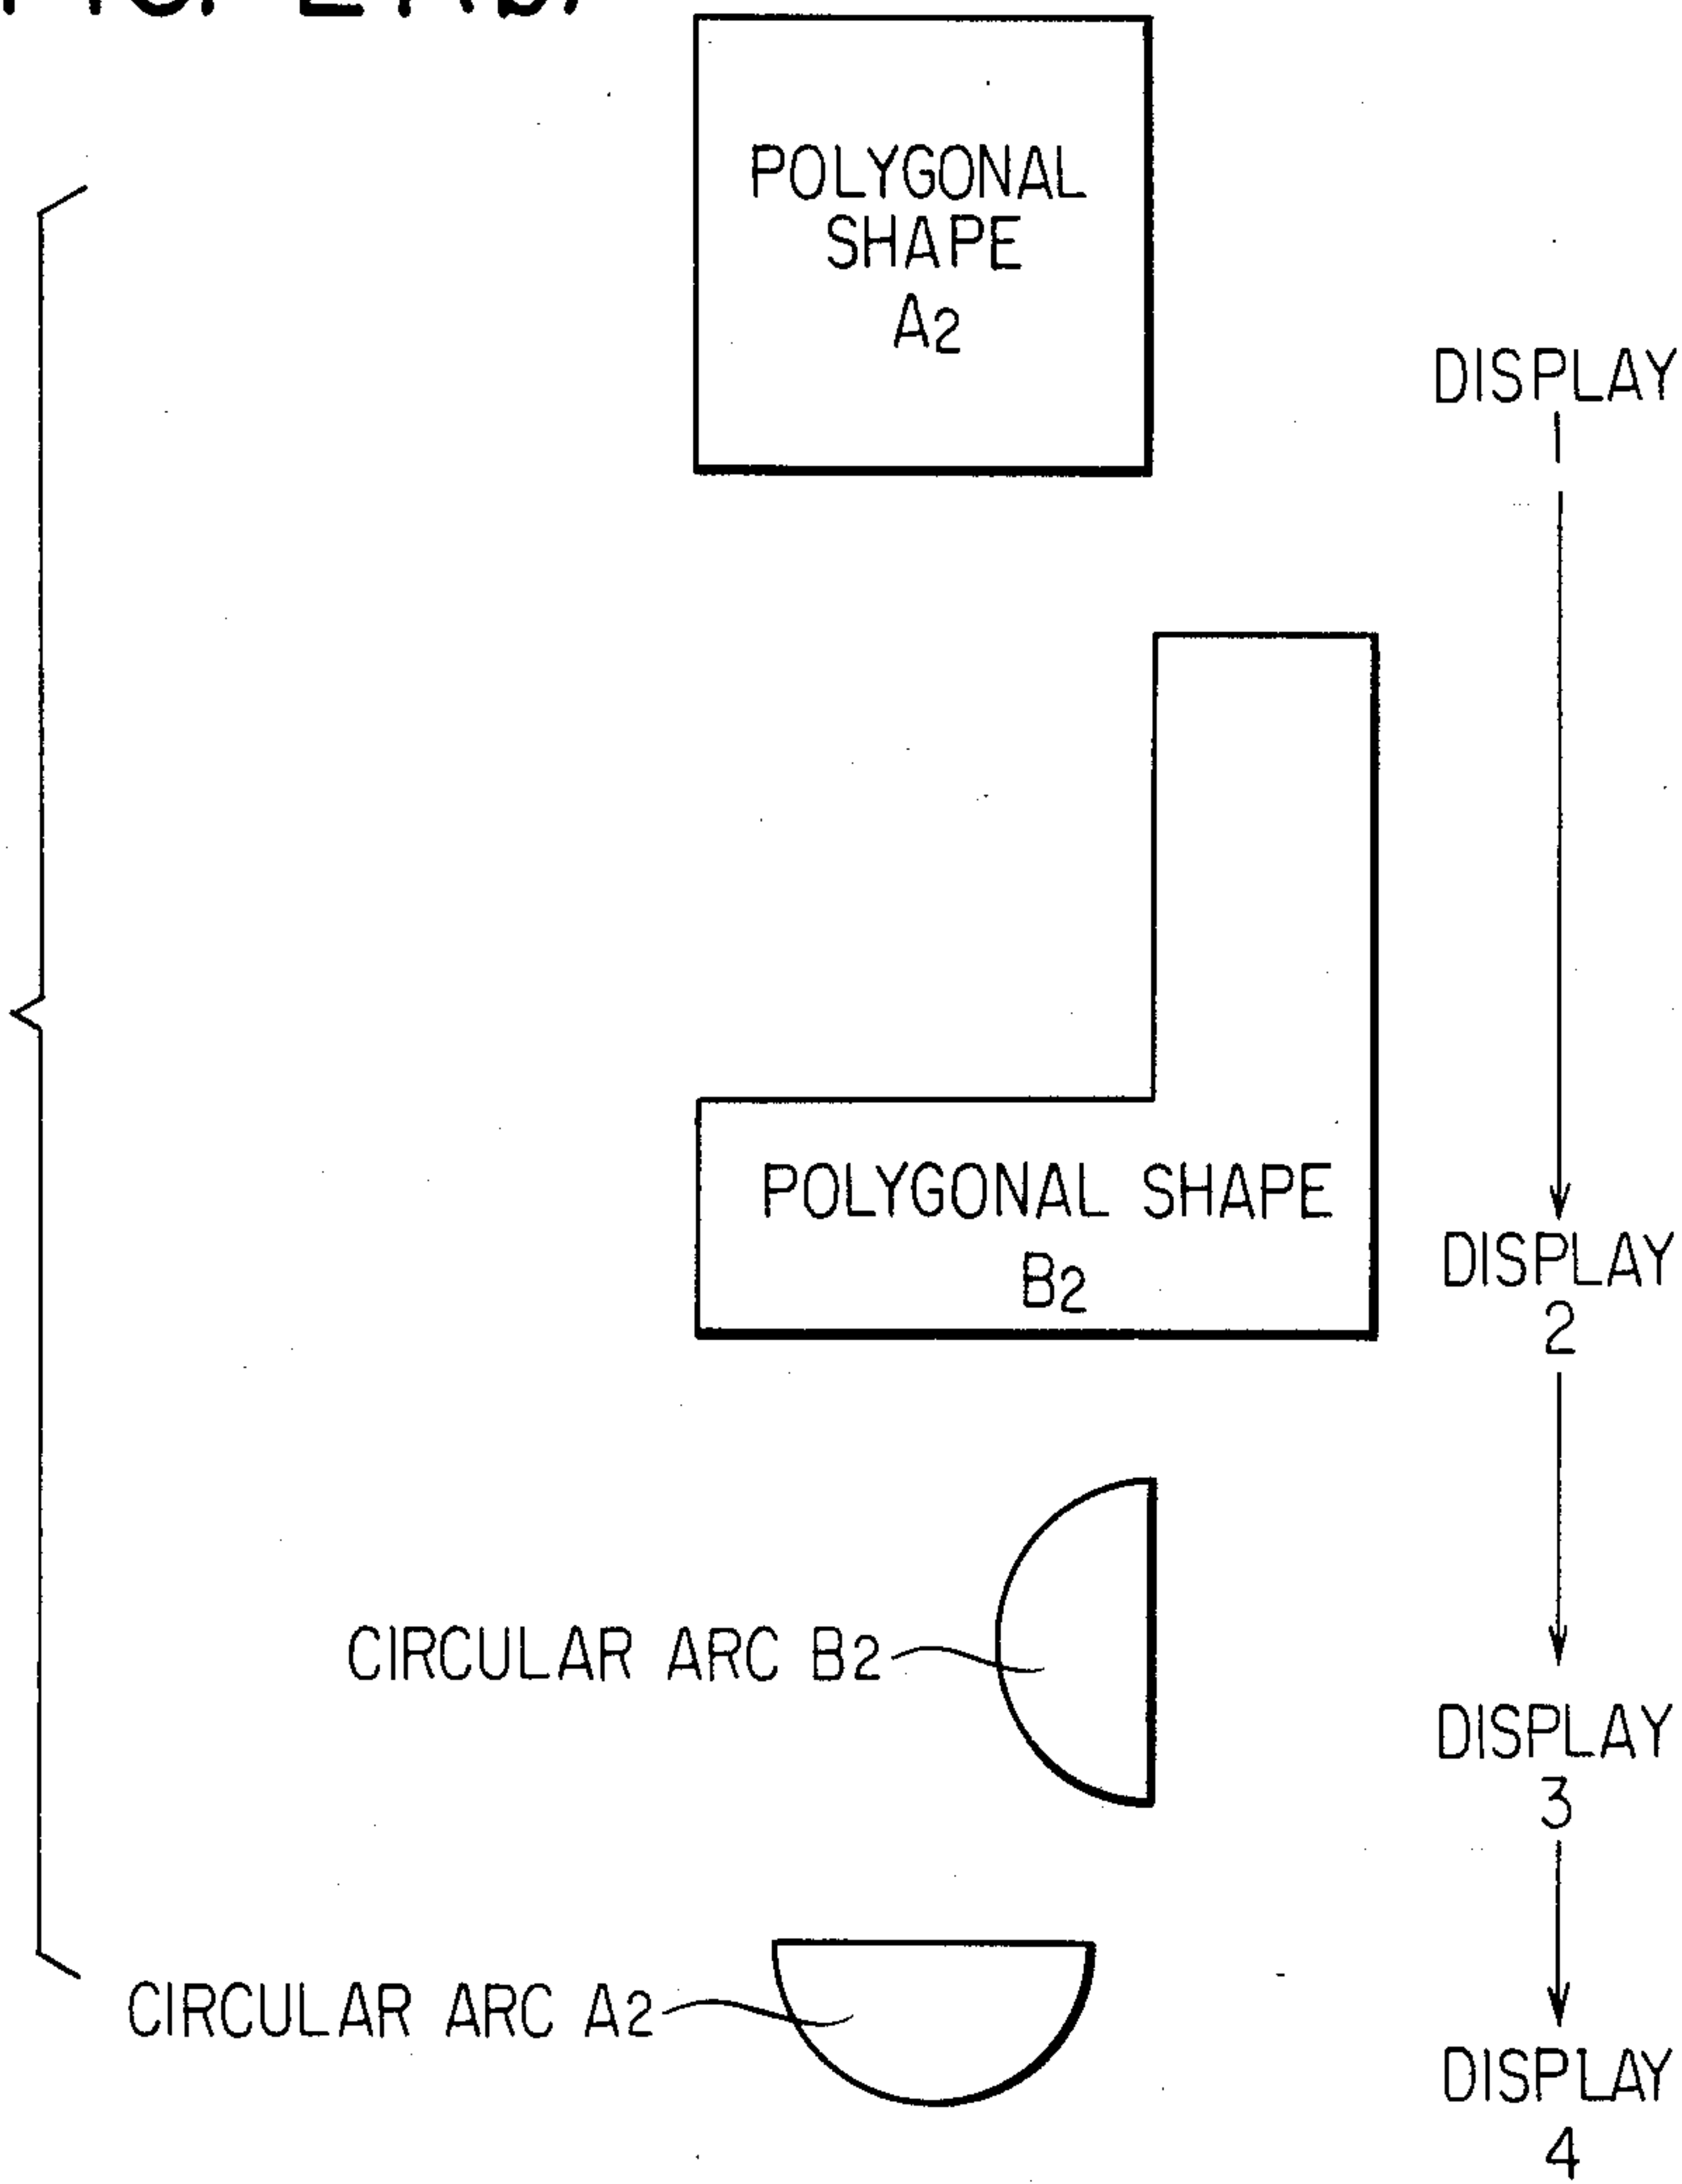 POLYGONAL
SHAPE
A2
DISPLAY
1
POLYGONAL SHAPE
B2
DISPLAY
2
CIRCULAR ARC B2
DISPLAY
3
CIRCULAR ARC A2
DISPLAY
4